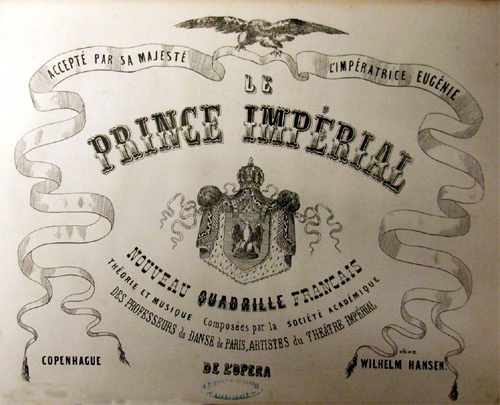 ACCEPTÉ PAR SA MAJESTÉ L'IMPÉRATRICE EUGÉNIE
LE
PRINCE IMPÉRIAL
NOUVEAU QUADRILLE FRANCAIS
THÉORIE ET MUSIQUE Composées par la SOCIÉTÉ ACADÉMIQUE
DES PROFESSEURS de DANSE de PARIS, ARTISTES du THÉÂTRE IMPÉRIAL
DE L'OPERA
COPENHAGUE
chez
WILHELM HANSEN.